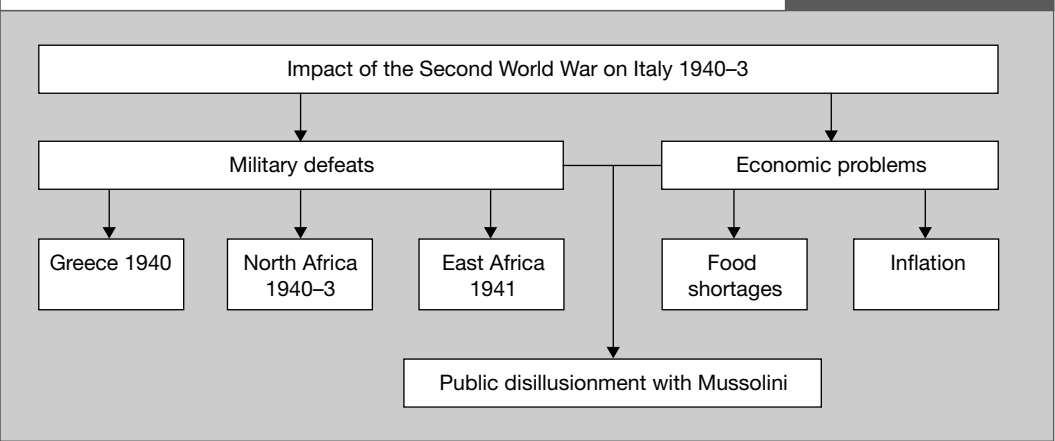 Impact of the Second World War on Italy 1940–3
Military defeats
Economic problems
Greece 1940
North Africa
1940–3
East Africa
1941
Food
shortages
Inflation
Public disillusionment with Mussolini